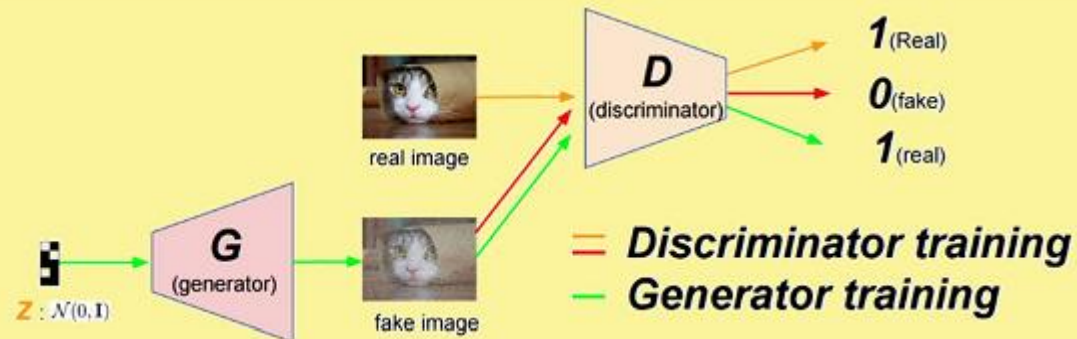 1(Real)
D
(discriminator)
0(fake)
real image
1(real)
G
(generator)
Discriminator training
Generator training
Z : N(0, I)
fake image